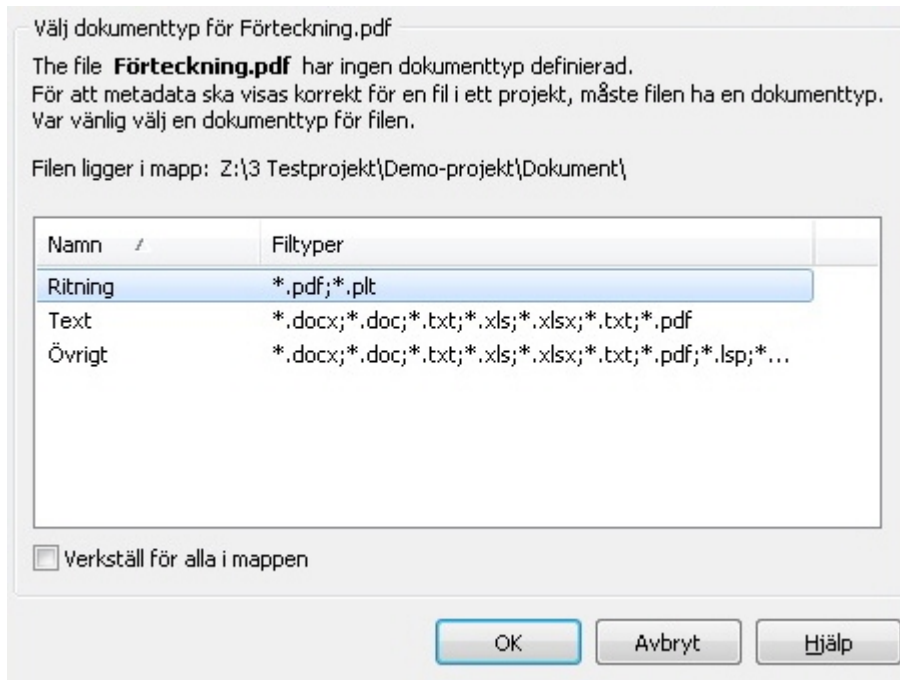 Välj dokumenttyp för Förteckning.pdf
The file Förteckning.pdf har ingen dokumenttyp definierad.
För att metadata ska visas korrekt för en fil i ett projekt, måste filen ha en dokumenttyp.
Var vänlig välj en dokumenttyp för filen.
Filen ligger i mapp: Z:\3 Testprojekt\Demo-projekt\Dokument\
Namn Filtyper
Ritning *.pdf;*.plt
Text *.docx;*.doc;*.txt;*.xls;*.xlsx;*.txt;*.pdf
Övrigt *.docx;*.doc;*.txt;*.xls;*.xlsx;*.txt;*.pdf;*.lsp;*...
Verkställ för alla i mappen
OK Avbryt Hjälp